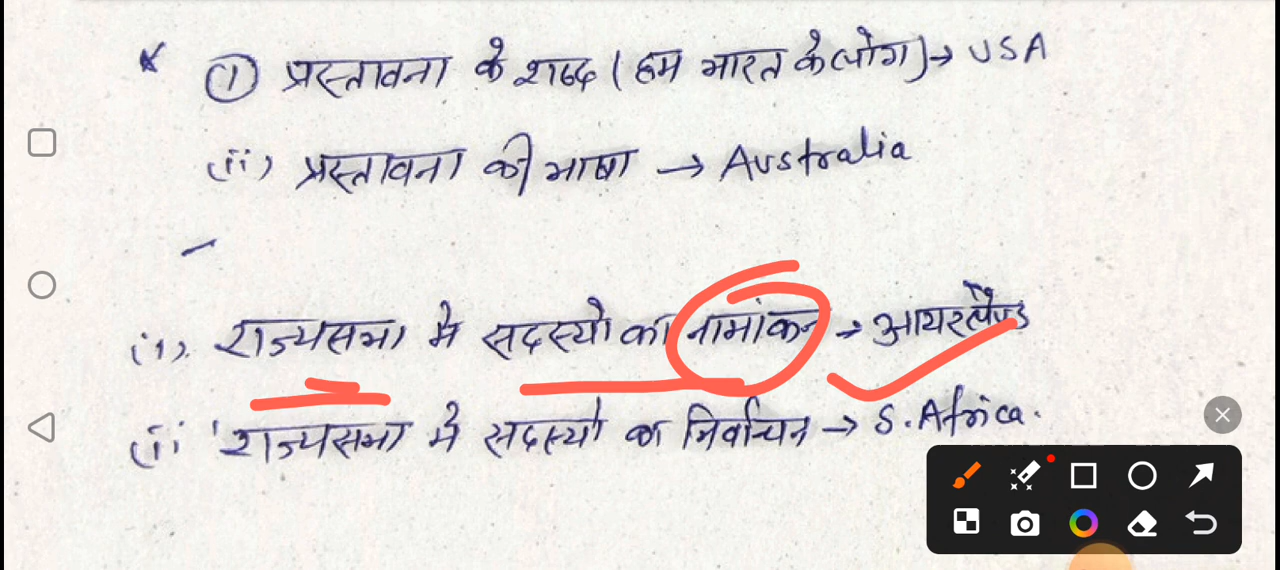 ① प्रस्तावना के शब्द (हम भारत के लोग) → USA
(ii) प्रस्तावना की भाषा → Australia
(i). राज्यसभा में सदस्यो का नामांकन → आयरलैण्ड
(ii) राज्यसभा में सदस्यो का निर्वाचन → S. Africa.